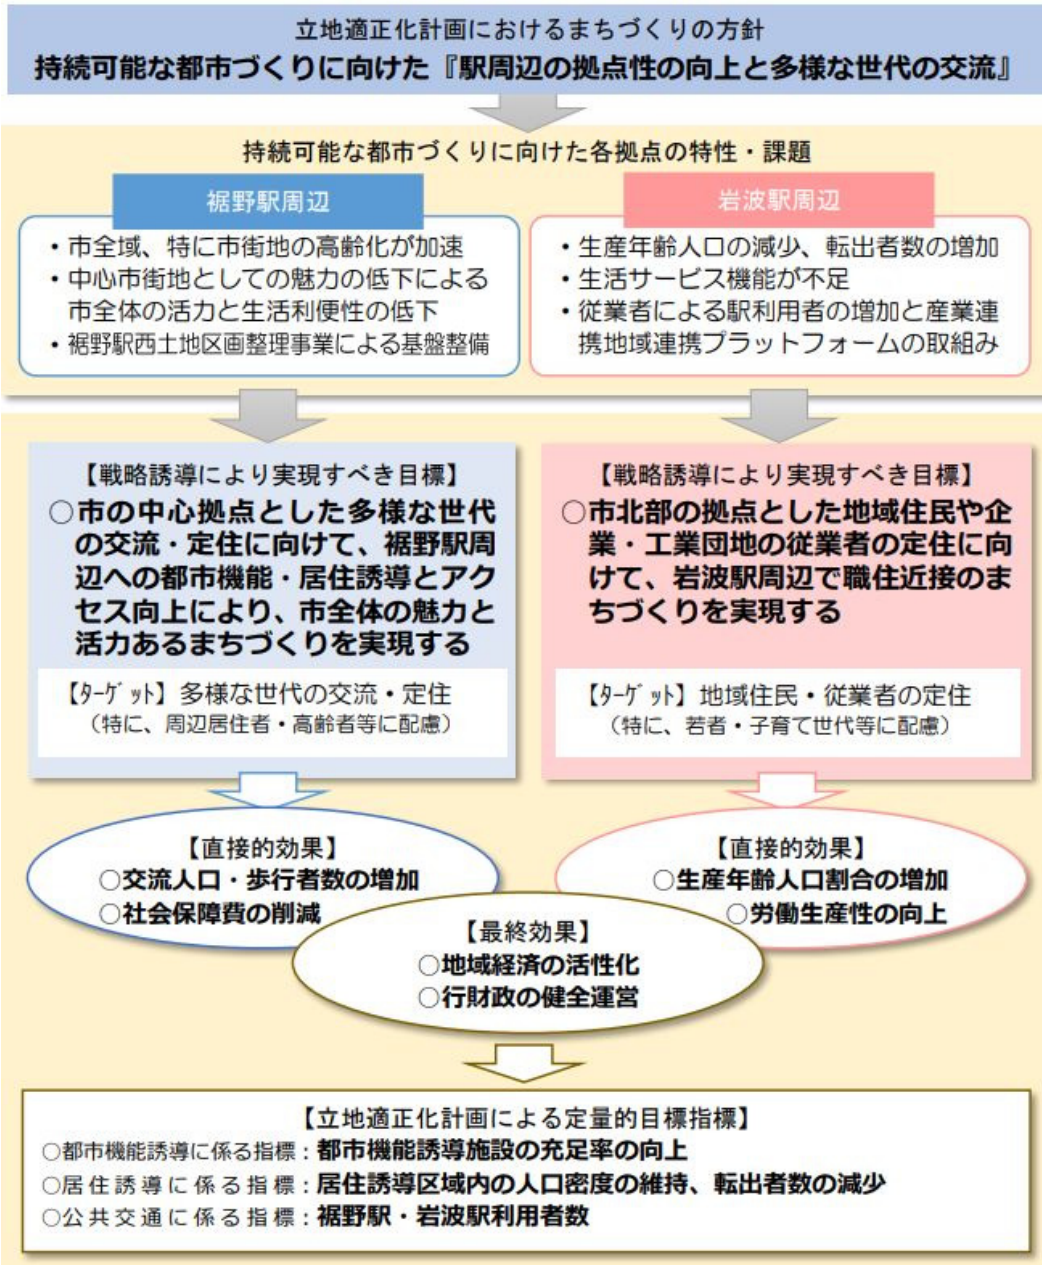 立地適正化計画におけるまちづくりの方針
持続可能な都市づくりに向けた『駅周辺の拠点性の向上と多様な世代の交流』
持続可能な都市づくりに向けた各拠点の特性・課題
裾野駅周辺
・市全域、特に市街地の高齢化が加速
・中心市街地としての魅力の低下による
市全体の活力と生活利便性の低下
・裾野駅西土地区画整理事業による基盤整備
岩波駅周辺
・生産年齢人口の減少、転出者数の増加
・生活サービス機能が不足
・従業者による駅利用者の増加と産業連
携地域連携プラットフォームの取組み
【戦略誘導により実現すべき目標】
○市の中心拠点とした多様な世代
の交流・定住に向けて、裾野駅周
辺への都市機能・居住誘導とアク
セス向上により、市全体の魅力と
活力あるまちづくりを実現する
【ﾀｰｹﾞｯﾄ】多様な世代の交流・定住
（特に、周辺居住者・高齢者等に配慮）
【戦略誘導により実現すべき目標】
○市北部の拠点とした地域住民や企
業・工業団地の従業者の定住に向
けて、岩波駅周辺で職住近接のま
ちづくりを実現する
【ﾀｰｹﾞｯﾄ】地域住民・従業者の定住
（特に、若者・子育て世代等に配慮）
【直接的効果】
○交流人口・歩行者数の増加
○社会保障費の削減
【直接的効果】
○生産年齢人口割合の増加
○労働生産性の向上
【最終効果】
○地域経済の活性化
○行財政の健全運営
【立地適正化計画による定量的目標指標】
○都市機能誘導に係る指標：都市機能誘導施設の充足率の向上
○居住誘導に係る指標：居住誘導区域内の人口密度の維持、転出者数の減少
○公共交通に係る指標：裾野駅・岩波駅利用者数